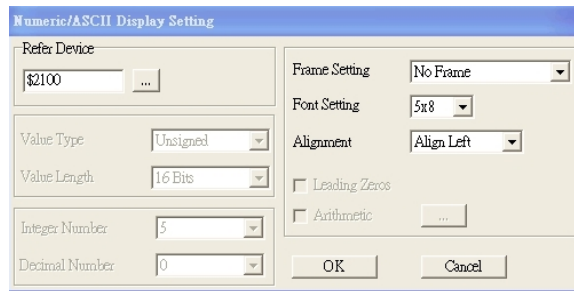 Numeric/ASCII Display Setting
Refer Device
$2100
...
Value Type
Unsigned
Value Length
16 Bits
Integer Number
5
Decimal Number
0
Frame Setting
No Frame
Font Setting
5x8
Alignment
Align Left
Leading Zeros
Arithmetic
...
OK
Cancel